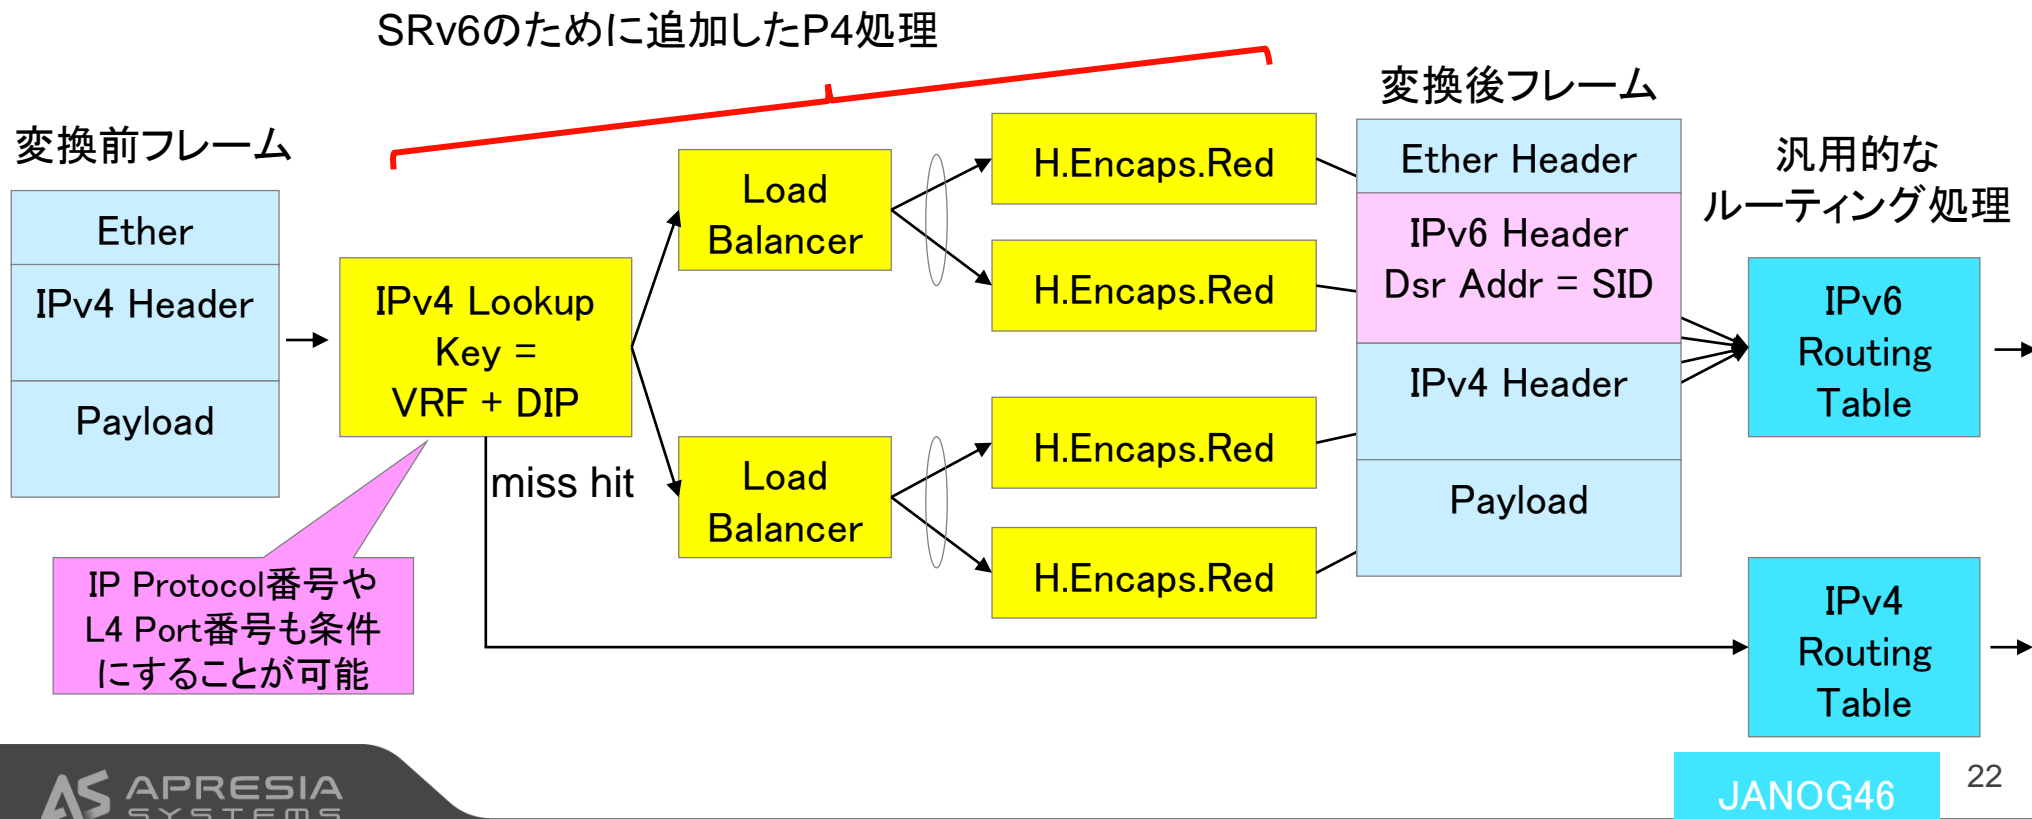 SRv6のために追加したP4処理
変換前フレーム
Ether
IPv4 Header
Payload
IPv4 Lookup
Key =
VRF + DIP
miss hit
IP Protocol番号や
L4 Port番号も条件
にすることが可能
Load
Balancer
Load
Balancer
H.Encaps.Red
H.Encaps.Red
H.Encaps.Red
H.Encaps.Red
変換後フレーム
Ether Header
IPv6 Header
Dsr Addr = SID
IPv4 Header
Payload
汎用的な
ルーティング処理
IPv6
Routing
Table
IPv4
Routing
Table
APRESIA
SYSTEMS
JANOG46
22